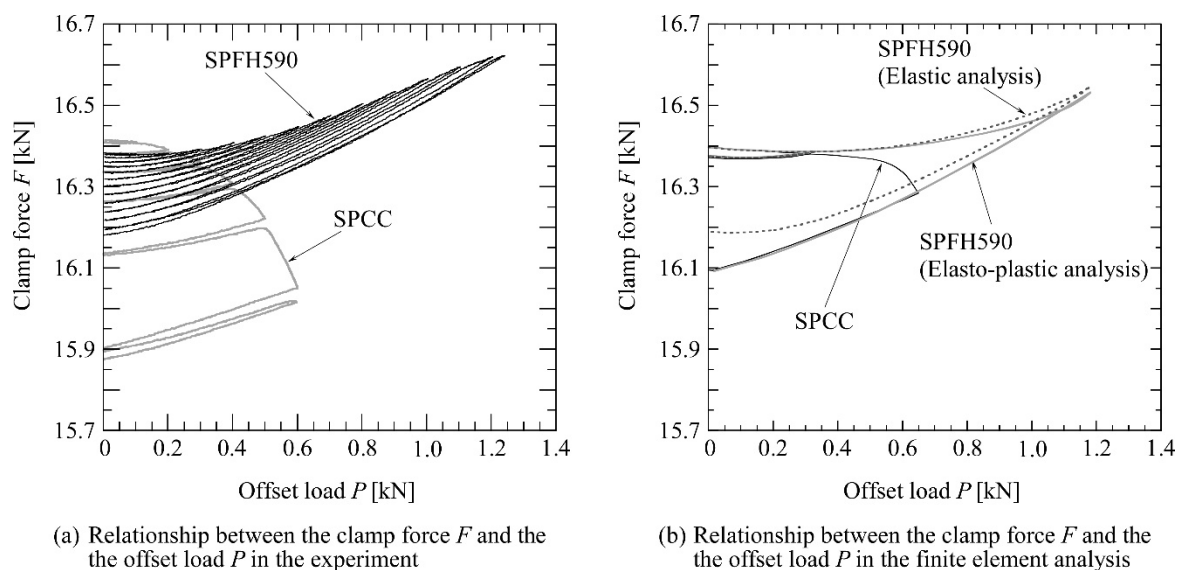 16.7
16.5
16.3
16.1
15.9
15.7
Clamp force F [kN]
SPFH590
SPCC
0 0.2 0.4 0.6 0.8 1.0 1.2 1.4
Offset load P [kN]
(a) Relationship between the clamp force F and the
the offset load P in the experiment
16.7
16.5
16.3
16.1
15.9
15.7
Clamp force F [kN]
SPFH590
(Elastic analysis)
SPFH590
(Elasto-plastic analysis)
SPCC
0 0.2 0.4 0.6 0.8 1.0 1.2 1.4
Offset load P [kN]
(b) Relationship between the clamp force F and the
the offset load P in the finite element analysis